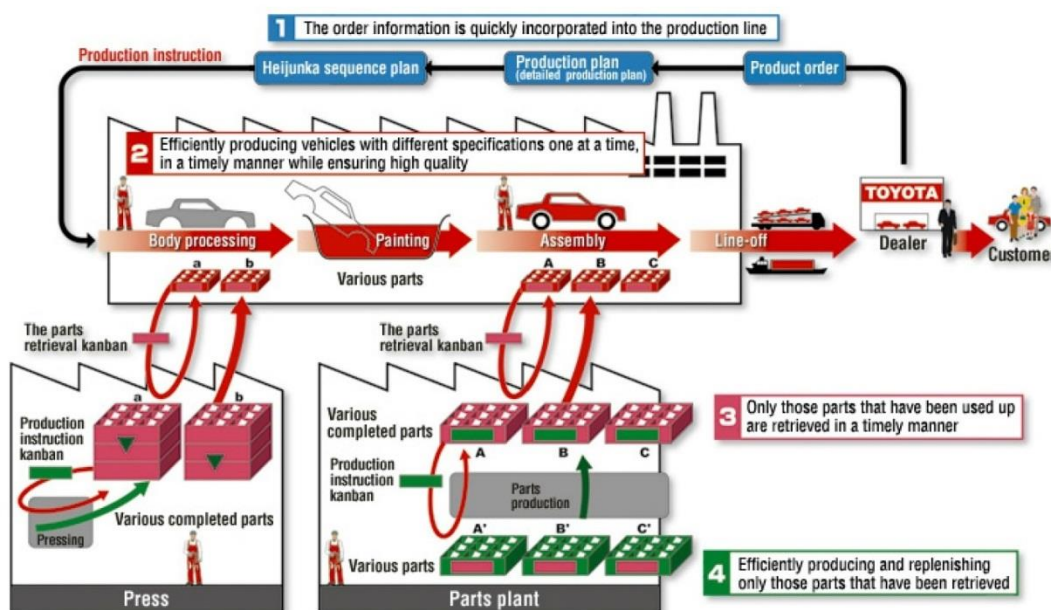 1 The order information is quickly incorporated into the production line
Production instruction
Heijunka sequence plan
Production plan
(detailed production plan)
Product order
2 Efficiently producing vehicles with different specifications one at a time,
in a timely manner while ensuring high quality
TOYOTA
Body processing
Painting
Assembly
Line-off
Dealer
Customer
a
b
Various parts
A
B
C
The parts
retrieval kanban
The parts
retrieval kanban
a
b
Production
instruction
kanban
Pressing
Various completed parts
Press
Various
completed parts
A
B
C
Production
instruction
kanban
Parts
production
A'
B'
C'
Various parts
Parts plant
3 Only those parts that have been used up
are retrieved in a timely manner
4 Efficiently producing and replenishing
only those parts that have been retrieved